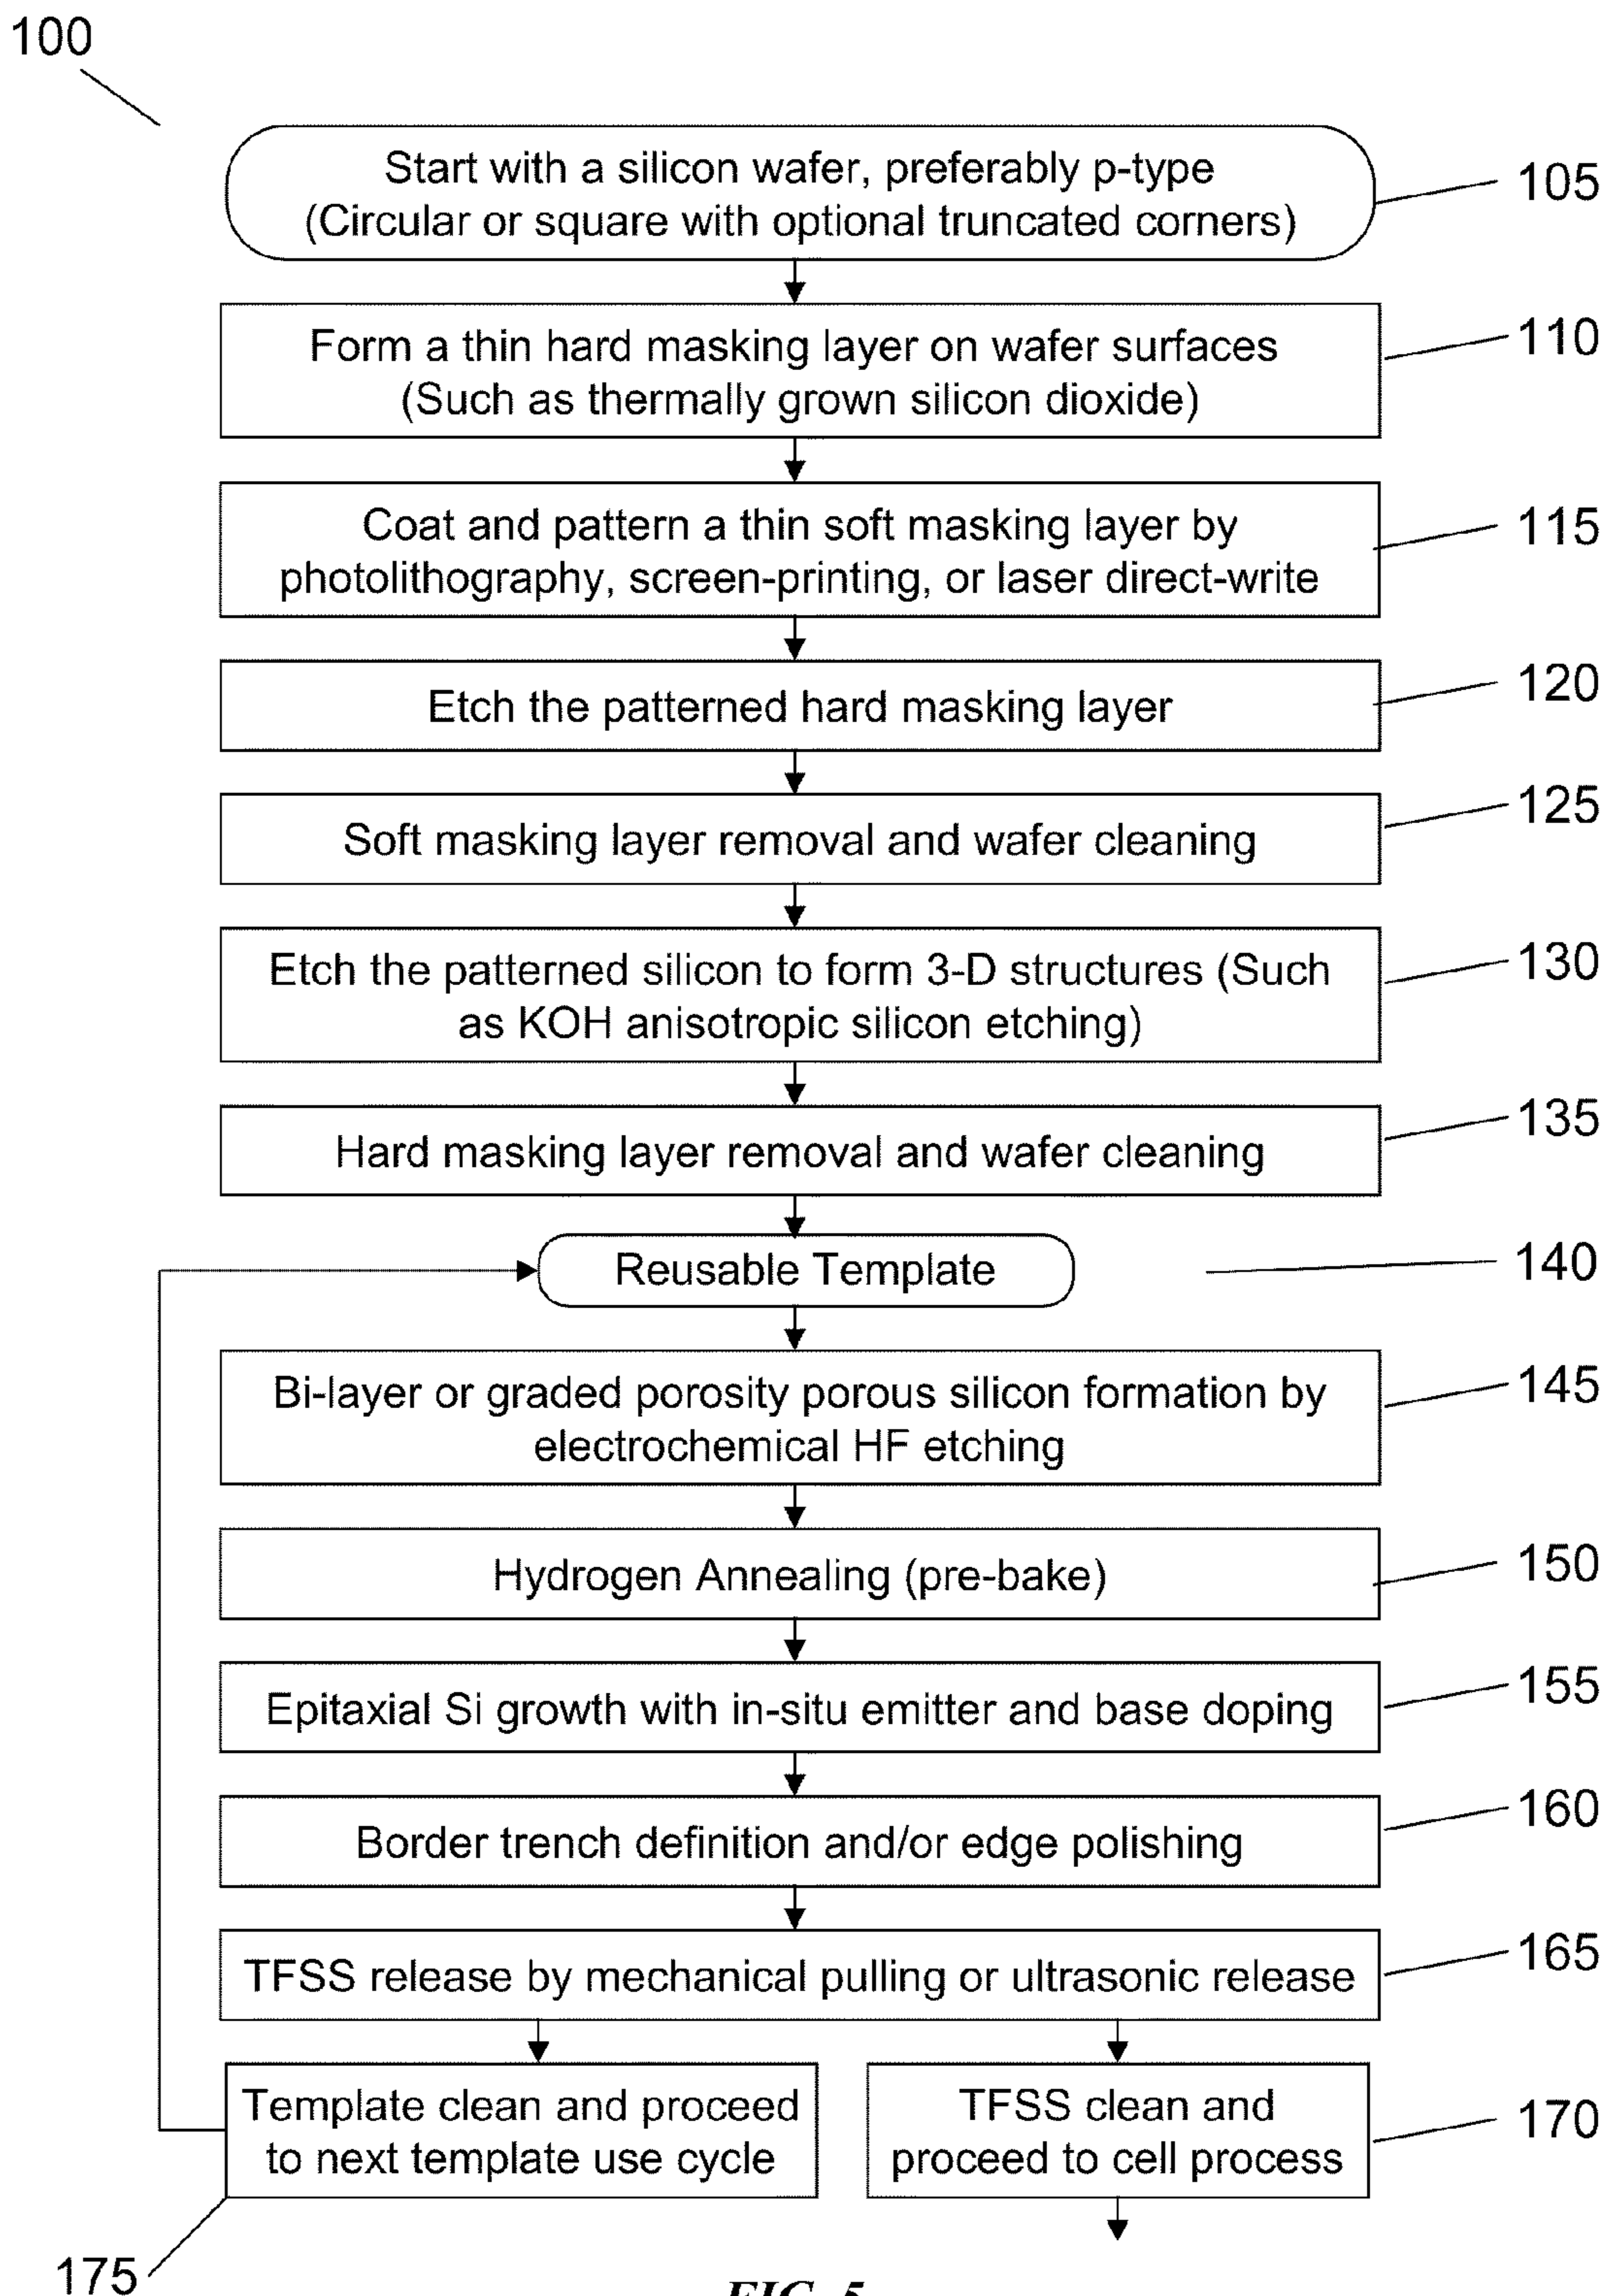 100
Start with a silicon wafer, preferably p-type
(Circular or square with optional truncated corners)
105
Form a thin hard masking layer on wafer surfaces
(Such as thermally grown silicon dioxide)
110
Coat and pattern a thin soft masking layer by
photolithography, screen-printing, or laser direct-write
115
Etch the patterned hard masking layer
120
Soft masking layer removal and wafer cleaning
125
Etch the patterned silicon to form 3-D structures (Such
as KOH anisotropic silicon etching)
130
Hard masking layer removal and wafer cleaning
135
Reusable Template
140
Bi-layer or graded porosity porous silicon formation by
electrochemical HF etching
145
Hydrogen Annealing (pre-bake)
150
Epitaxial Si growth with in-situ emitter and base doping
155
Border trench definition and/or edge polishing
160
TFSS release by mechanical pulling or ultrasonic release
165
Template clean and proceed
to next template use cycle
175
TFSS clean and
proceed to cell process
170
FIG. 5